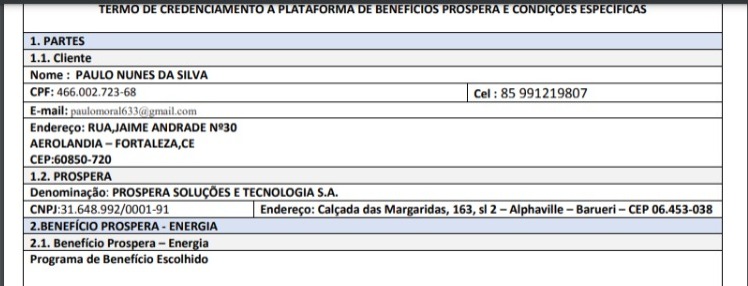 TERMO DE CREDENCIAMENTO A PLATAFORMA DE BENEFÍCIOS PROSPERA E CONDIÇÕES ESPECÍFICAS
1. PARTES
1.1. Cliente
Nome : PAULO NUNES DA SILVA
CPF: 466.002.723-68 Cel : 85 991219807
E-mail: paulomoral633@gmail.com
Endereço: RUA,JAIME ANDRADE Nº30
AEROLANDIA – FORTALEZA,CE
CEP:60850-720
1.2. PROSPERA
Denominação: PROSPERA SOLUÇÕES E TECNOLOGIA S.A.
CNPJ:31.648.992/0001-91 Endereço: Calçada das Margaridas, 163, sl 2 – Alphaville – Barueri – CEP 06.453-038
2.BENEFÍCIO PROSPERA - ENERGIA
2.1. Benefício Prospera – Energia
Programa de Benefício Escolhido